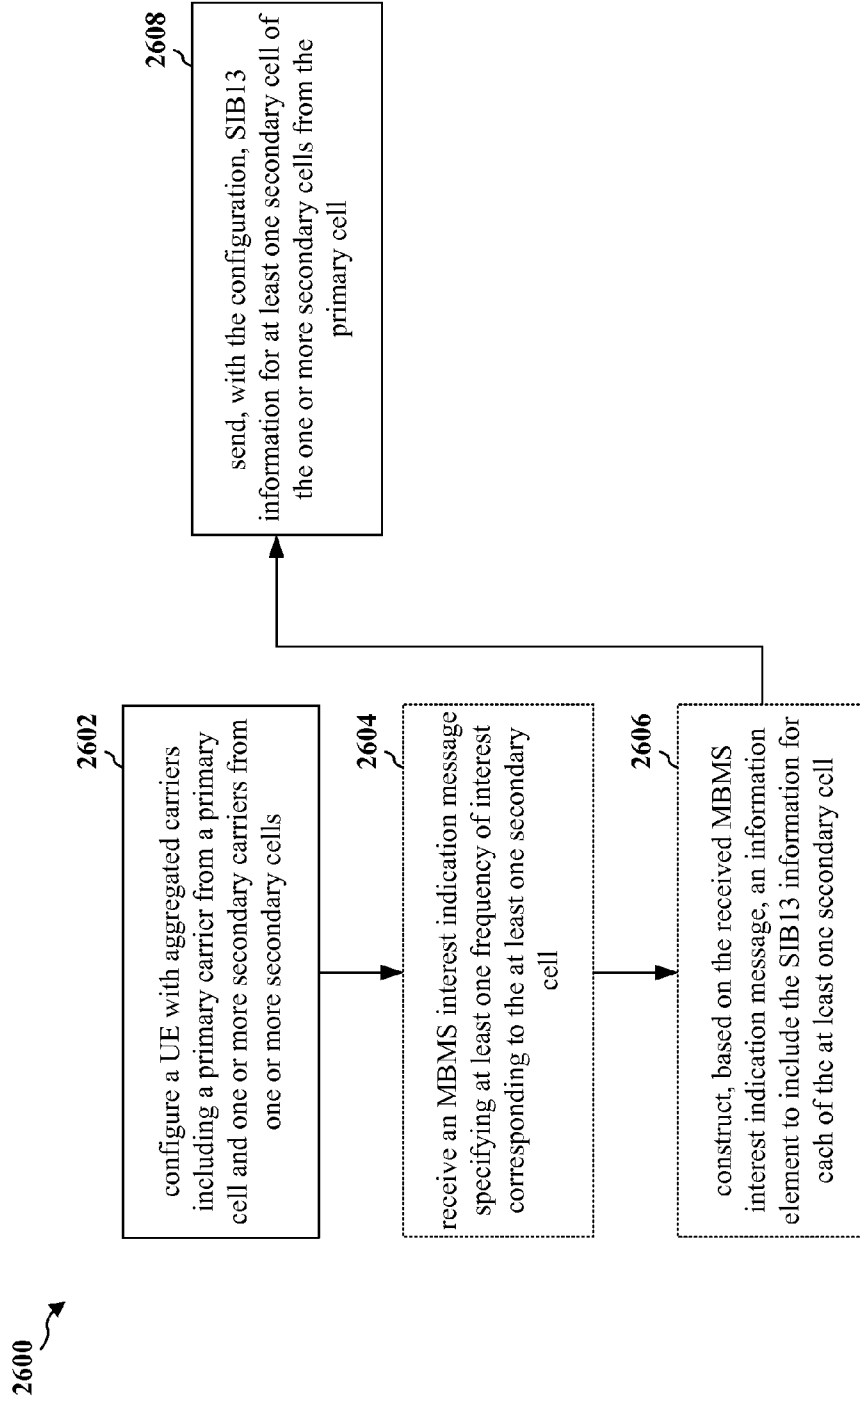 2600
2602
configure a UE with aggregated carriers
including a primary carrier from a primary
cell and one or more secondary carriers from
one or more secondary cells
2604
receive an MBMS interest indication message
specifying at least one frequency of interest
corresponding to the at least one secondary
cell
2606
construct, based on the received MBMS
interest indication message, an information
element to include the SIB13 information for
each of the at least one secondary cell
2608
send, with the configuration, SIB13
information for at least one secondary cell of
the one or more secondary cells from the
primary cell